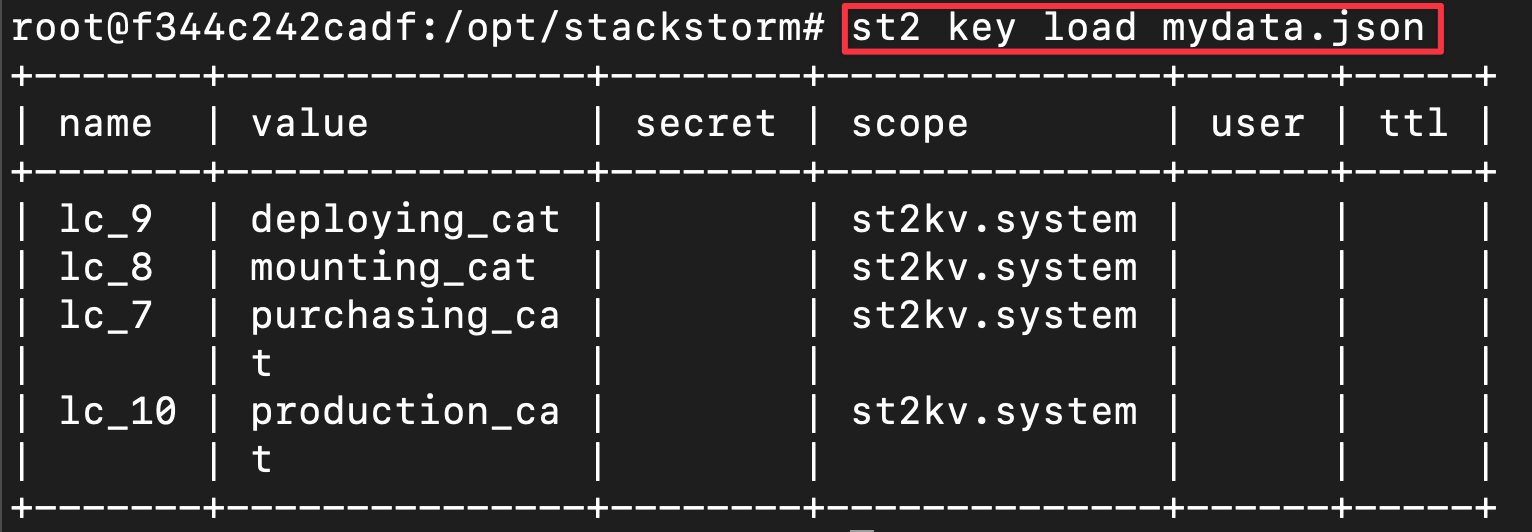 root@f344c242cadf:/opt/stackstorm# st2 key load mydata.json
+-------+---------------+---------+--------------+------+-----+
| name  | value         | secret  | scope        | user | ttl |
+-------+---------------+---------+--------------+------+-----+
| lc_9  | deploying_cat |         | st2kv.system |      |     |
| lc_8  | mounting_cat  |         | st2kv.system |      |     |
| lc_7  | purchasing_ca |         | st2kv.system |      |     |
|       | t             |         |              |      |     |
| lc_10 | production_ca |         | st2kv.system |      |     |
|       | t             |         |              |      |     |
+-------+---------------+---------+--------------+------+-----+